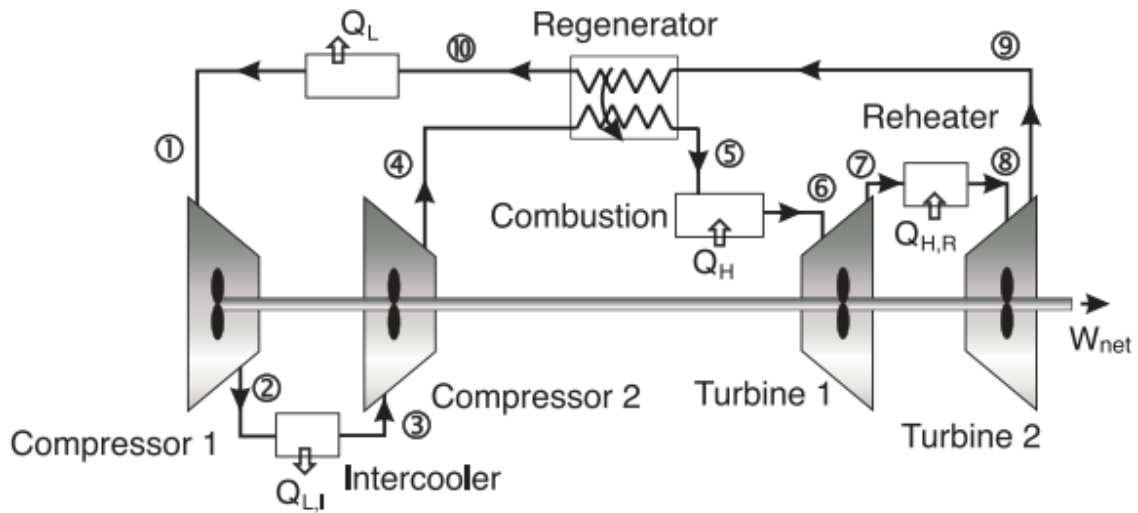 Q_L
⑩
Regenerator
⑨
①
④
⑤
Reheater
⑦
⑧
Combustion
⑥
Q_H
Q_H,R
W_net
②
③
Compressor 2
Turbine 1
Compressor 1
Turbine 2
Intercooler
Q_L,I